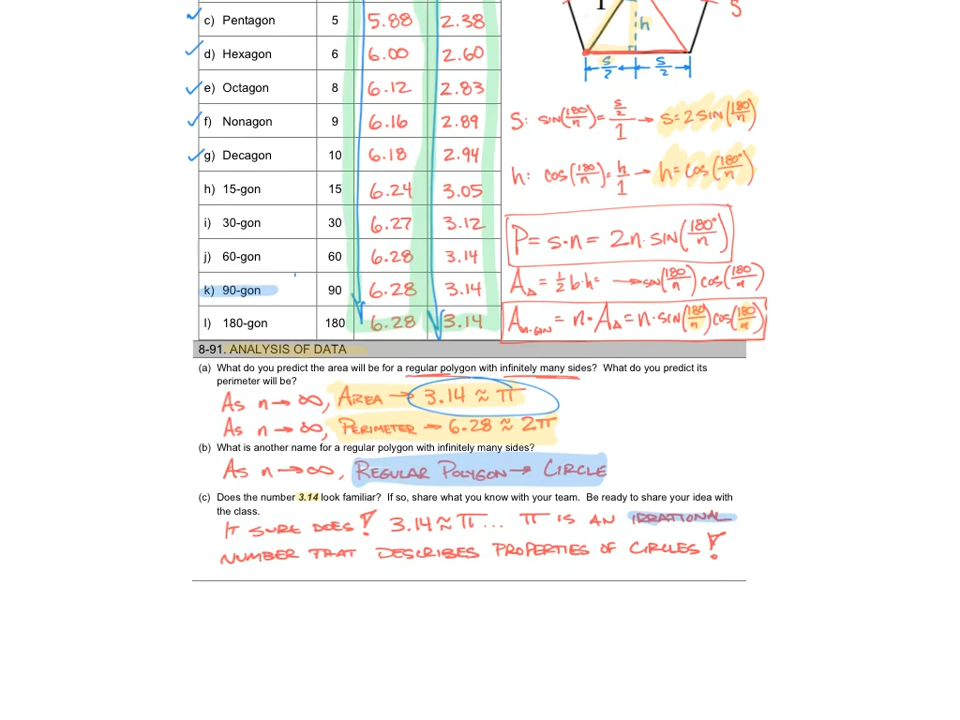 c) Pentagon 5 5.88 2.38
d) Hexagon 6 6.00 2.60
e) Octagon 8 6.12 2.83
f) Nonagon 9 6.16 2.89
g) Decagon 10 6.18 2.94
h) 15-gon 15 6.24 3.05
i) 30-gon 30 6.27 3.12
j) 60-gon 60 6.28 3.14
k) 90-gon 90 6.28 3.14
l) 180-gon 180 6.28 3.14
1 h S
s/2 s/2
S: SIN(180/n) = (s/2)/1 → S = 2 SIN(180/n)
h: COS(180/n) = h/1 → h = COS(180°/n)
P = S·n = 2n·SIN(180°/n)
A△ = 1/2 b·h = → SIN(180/n) COS(180/n)
A n-GON = n·A△ = n·SIN(180/n) COS(180/n)
8-91. ANALYSIS OF DATA
(a) What do you predict the area will be for a regular polygon with infinitely many sides? What do you predict its
perimeter will be?
AS n→∞, AREA → 3.14 ≈ π
AS n→∞, PERIMETER → 6.28 ≈ 2π
(b) What is another name for a regular polygon with infinitely many sides?
AS n→∞, REGULAR POLYGON → CIRCLE
(c) Does the number 3.14 look familiar? If so, share what you know with your team. Be ready to share your idea with
the class.
IT SURE DOES! 3.14 ≈ π... π IS AN IRRATIONAL
NUMBER THAT DESCRIBES PROPERTIES OF CIRCLES!